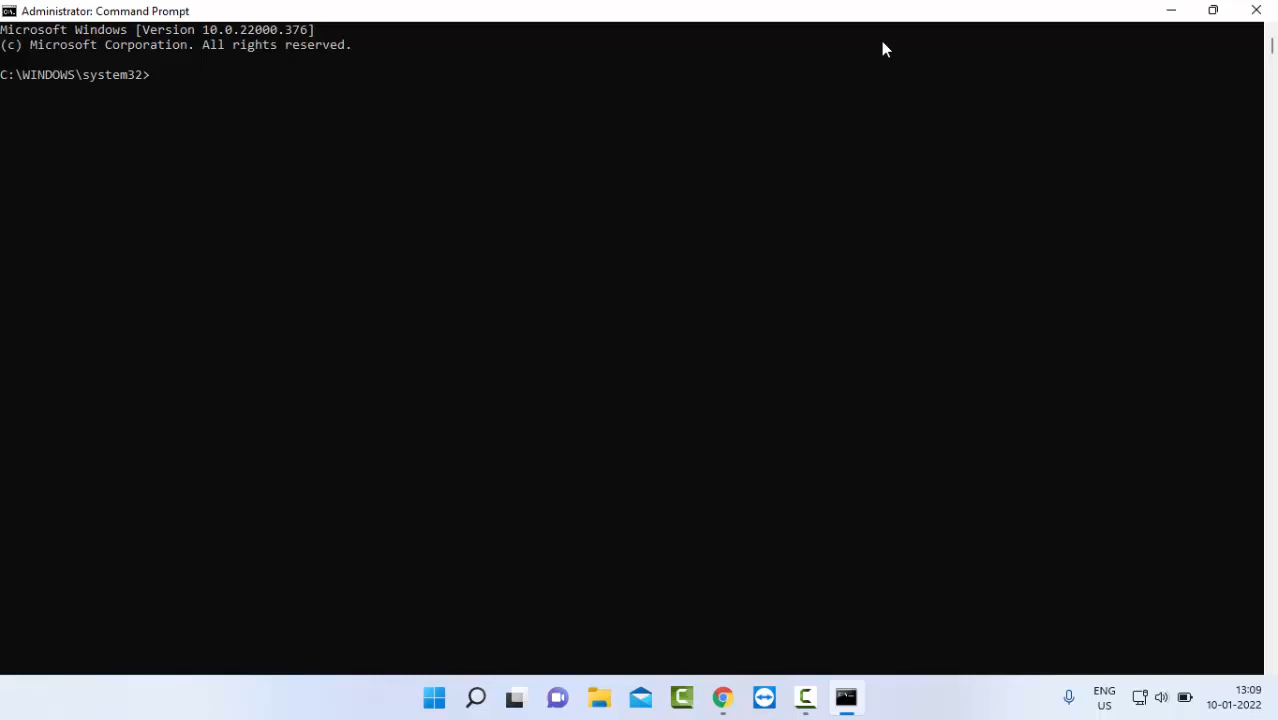 Administrator: Command Prompt
Microsoft Windows [Version 10.0.22000.376]
(c) Microsoft Corporation. All rights reserved.
C:\WINDOWS\system32>
ENG
US
13:09
10-01-2022